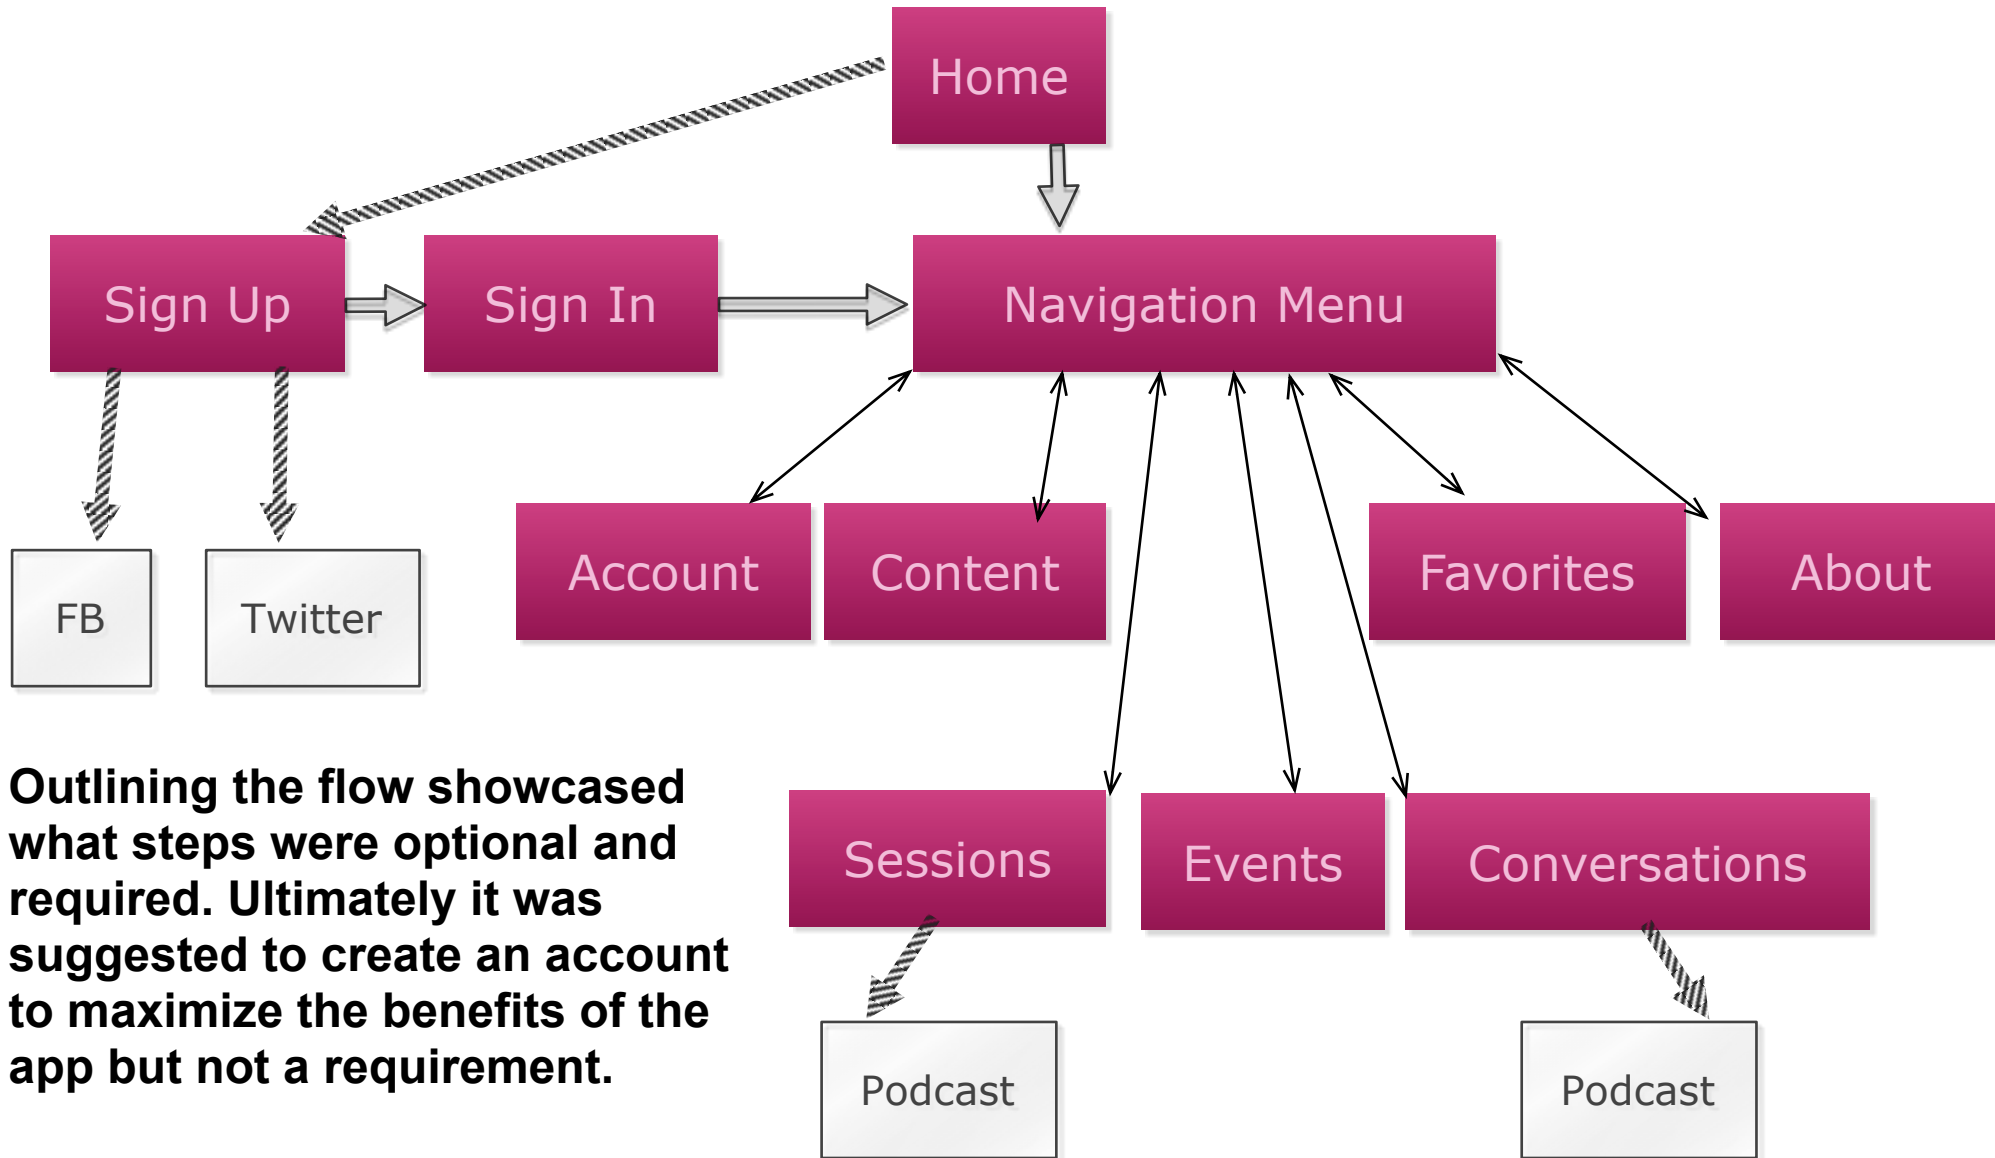 Home
Sign Up
Sign In
Navigation Menu
Account
Content
Favorites
About
FB
Twitter
Outlining the flow showcased
what steps were optional and
required. Ultimately it was
suggested to create an account
to maximize the benefits of the
app but not a requirement.
Sessions
Events
Conversations
Podcast
Podcast